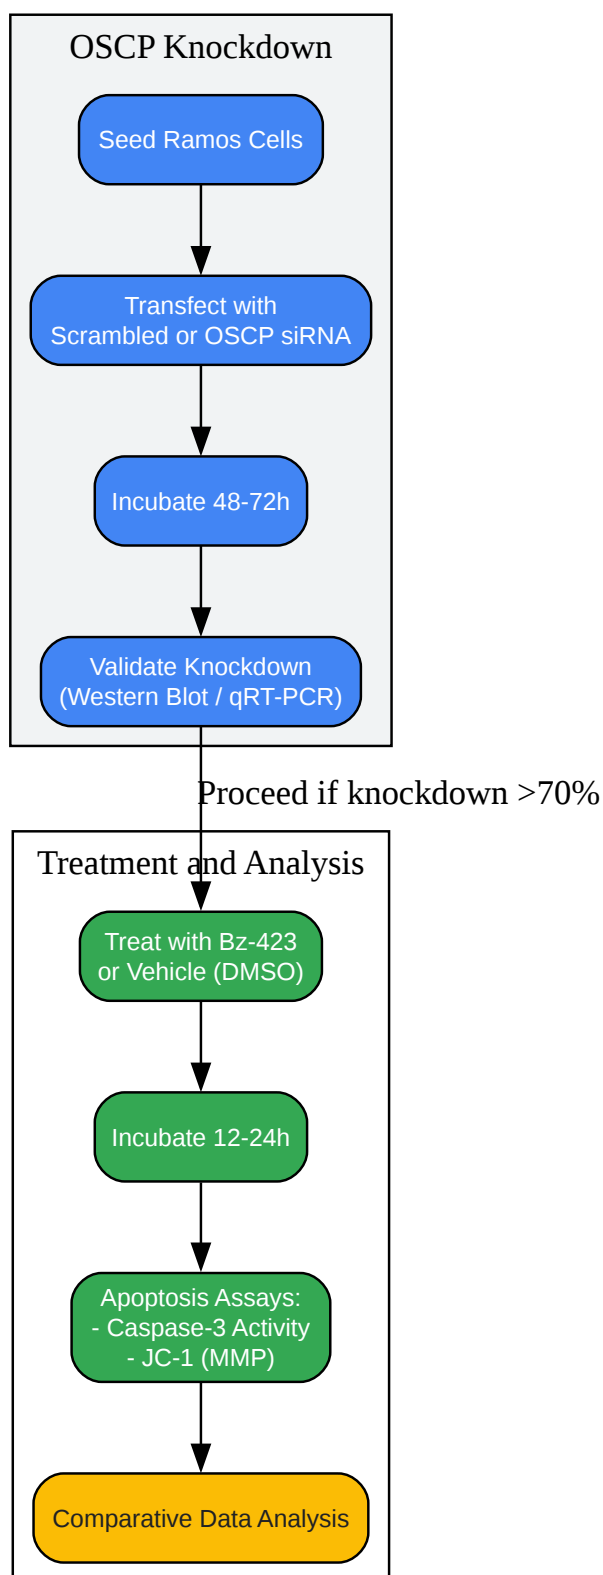 OSCP Knockdown
Seed Ramos Cells
Transfect with
Scrambled or OSCP siRNA
Incubate 48-72h
Validate Knockdown
(Western Blot / qRT-PCR)
Proceed if knockdown >70%
Treatment and Analysis
Treat with Bz-423
or Vehicle (DMSO)
Incubate 12-24h
Apoptosis Assays:
- Caspase-3 Activity
- JC-1 (MMP)
Comparative Data Analysis